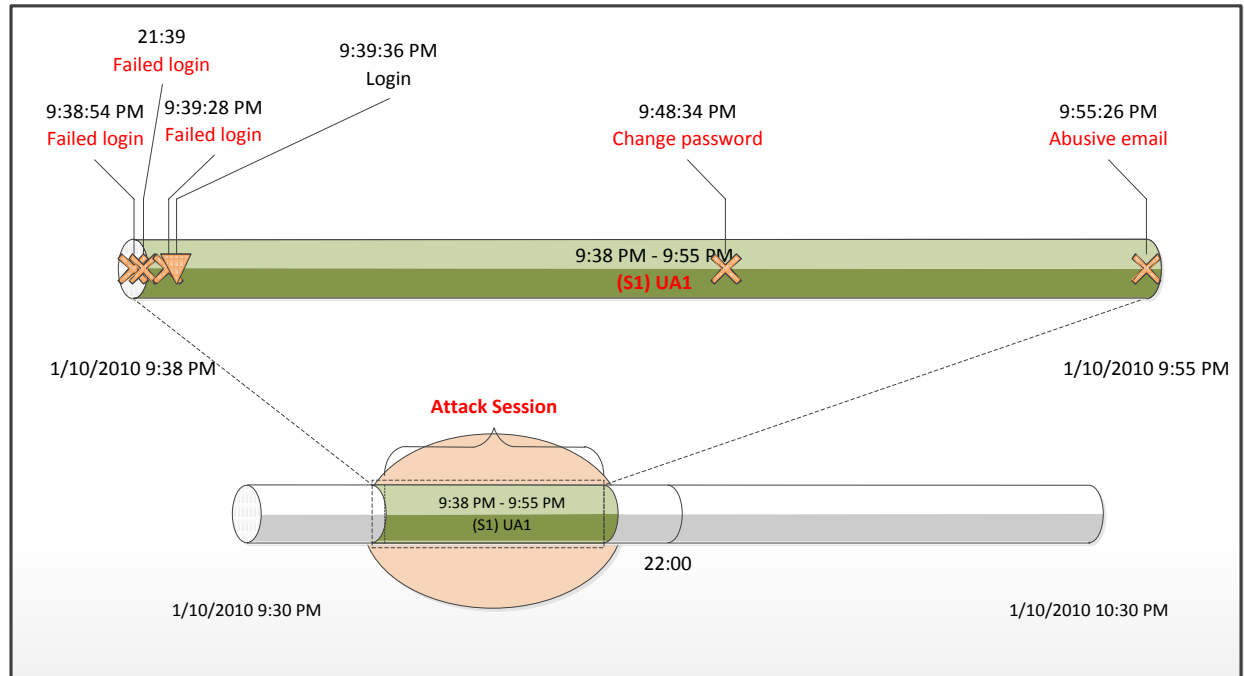 21:39
Failed login
9:39:36 PM
Login
9:38:54 PM
Failed login
9:39:28 PM
Failed login
9:48:34 PM
Change password
9:55:26 PM
Abusive email
9:38 PM - 9:55 PM
(S1) UA1
1/10/2010 9:38 PM
1/10/2010 9:55 PM
Attack Session
9:38 PM - 9:55 PM
(S1) UA1
22:00
1/10/2010 9:30 PM
1/10/2010 10:30 PM